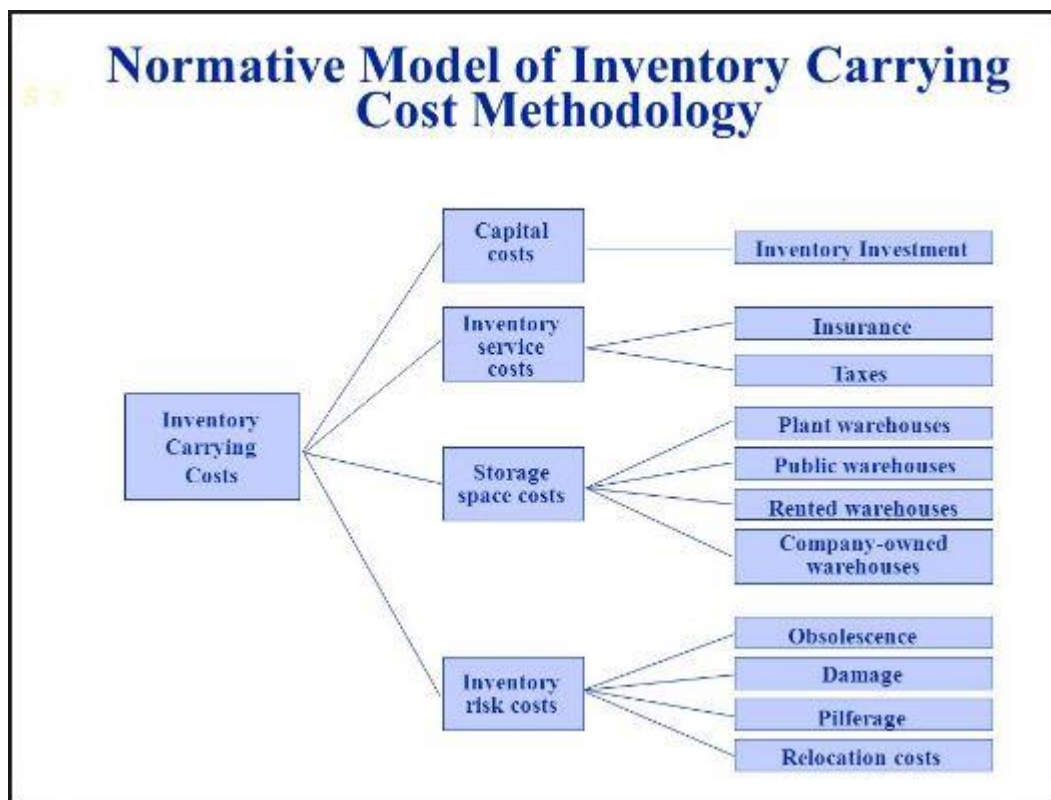 Normative Model of Inventory Carrying
Cost Methodology
Capital
costs
Inventory Investment
Inventory
service
costs
Insurance
Taxes
Inventory
Carrying
Costs
Storage
space costs
Plant warehouses
Public warehouses
Rented warehouses
Company-owned
warehouses
Inventory
risk costs
Obsolescence
Damage
Pilferage
Relocation costs